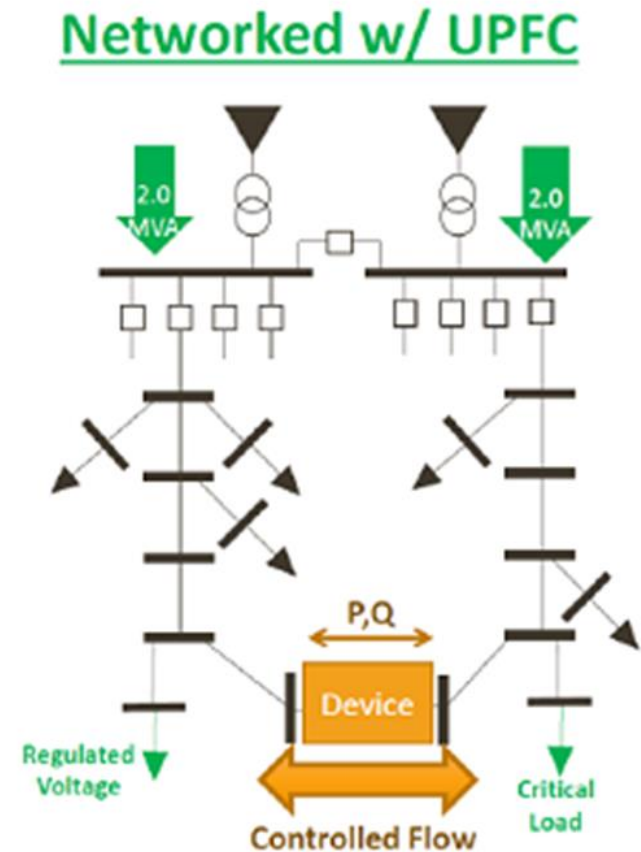 Networked w/ UPFC
2.0
MVA
2.0
MVA
P,Q
Device
Regulated
Voltage
Critical
Load
Controlled Flow